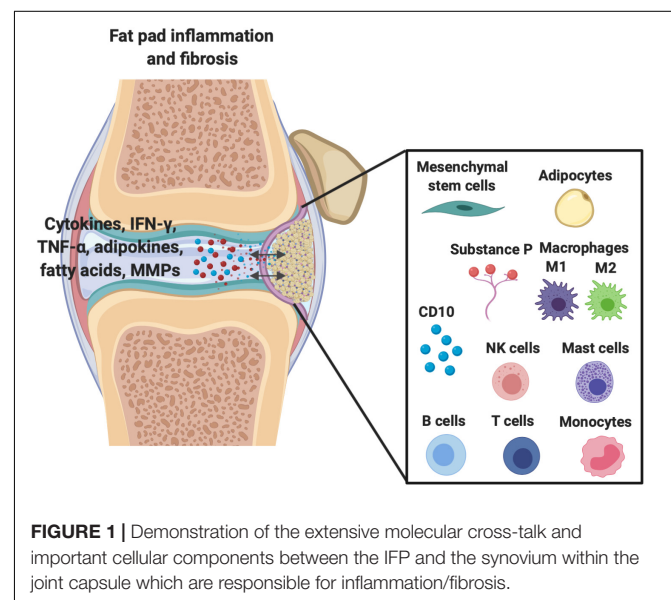 Fat pad inflammation
and fibrosis
Cytokines, IFN-γ,
TNF-α, adipokines,
fatty acids, MMPs
Mesenchymal
stem cells
Adipocytes
Substance P
Macrophages
M1 M2
CD10
NK cells
Mast cells
B cells
T cells
Monocytes
FIGURE 1 | Demonstration of the extensive molecular cross-talk and
important cellular components between the IFP and the synovium within the
joint capsule which are responsible for inflammation/fibrosis.